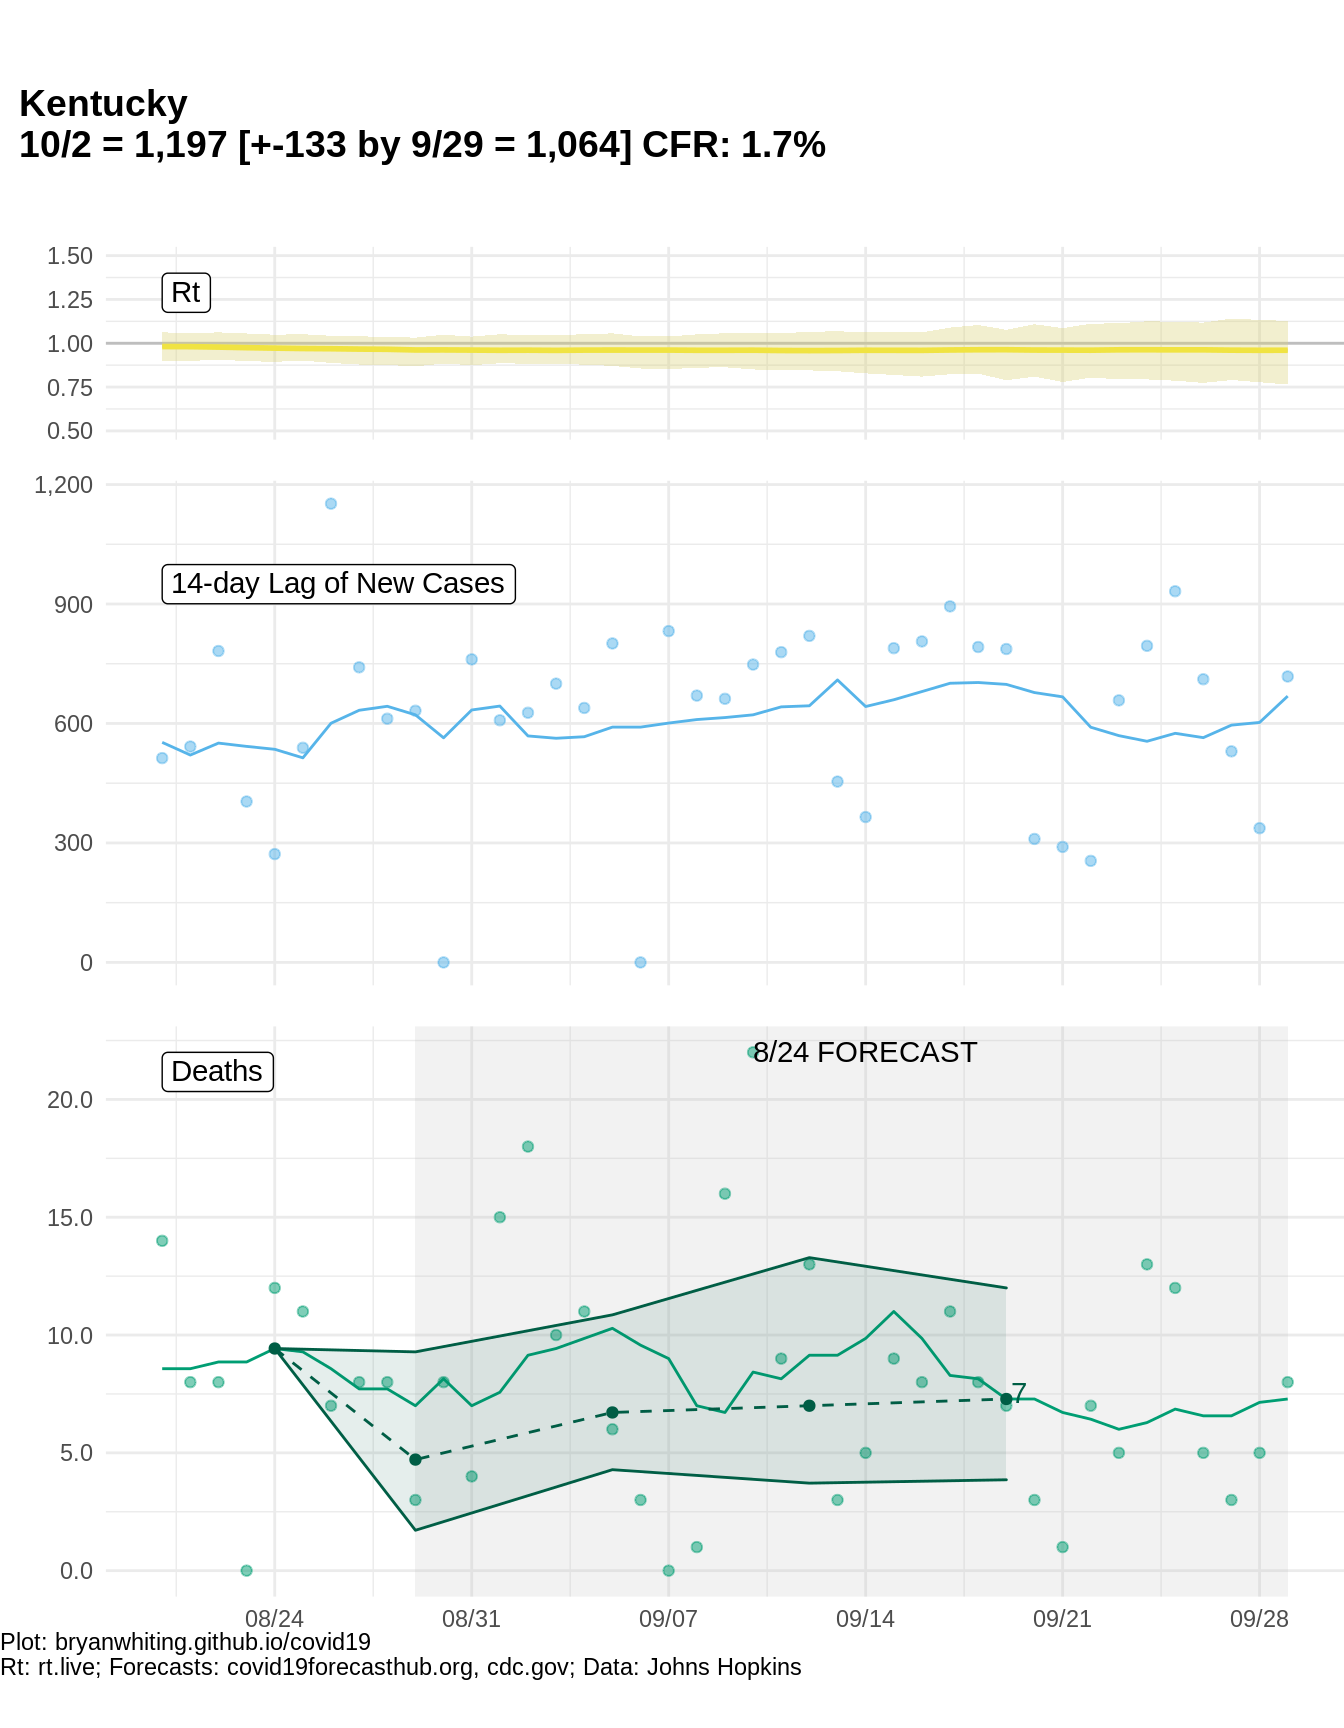 Kentucky
10/2 = 1,197 [+-133 by 9/29 = 1,064] CFR: 1.7%
1.50
Rt
1.25
1.00
0.75
0.50
1,200
14-day Lag of New Cases
900
600
300
0
8/24 FORECAST
Deaths
20.0
15.0
10.0
7
5.0
0.0
08/24 08/31 09/07 09/14 09/21 09/28
Plot: bryanwhiting.github.io/covid19
Rt: rt.live; Forecasts: covid19forecasthub.org, cdc.gov; Data: Johns Hopkins